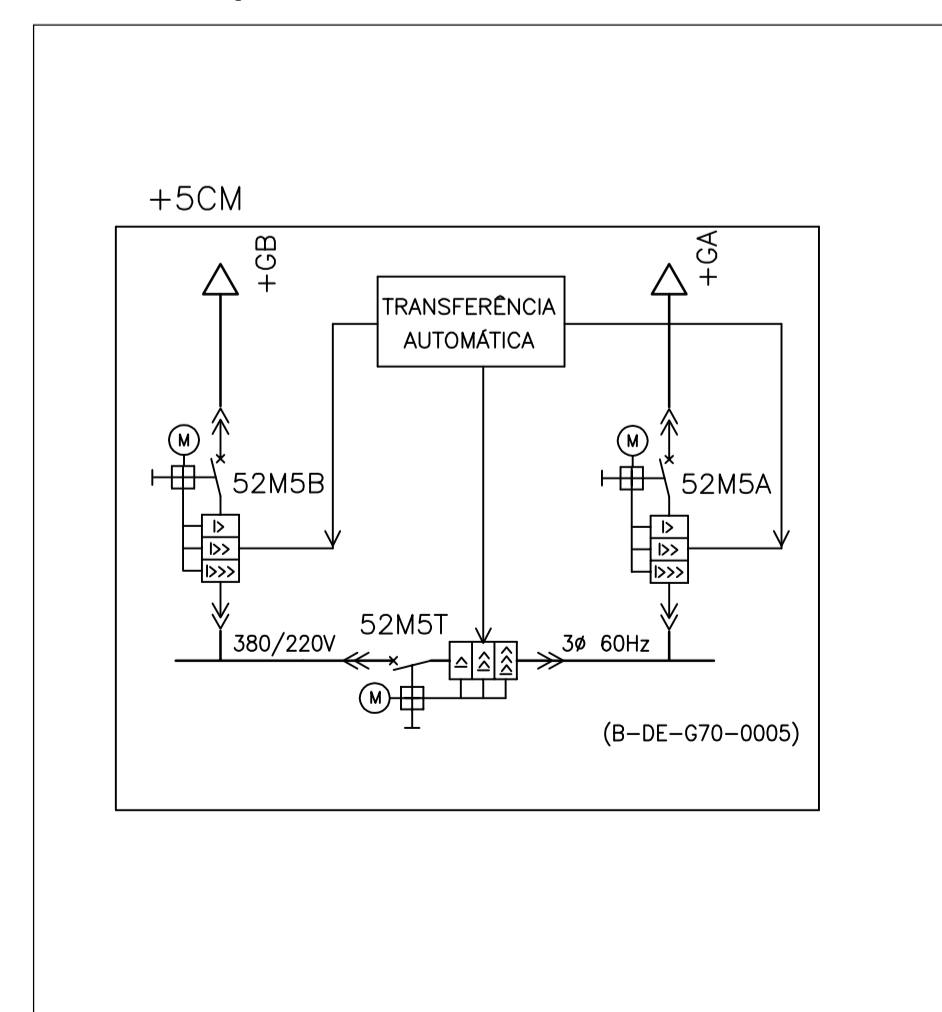 +5CM
+GB
+GA
TRANSFERÊNCIA
AUTOMÁTICA
M
M
52M5B
52M5A
I>
I>>
I>>>
I>
I>>
I>>>
52M5T
380/220V
3ø 60Hz
I>
I>>
I>>>
M
(B-DE-G70-0005)